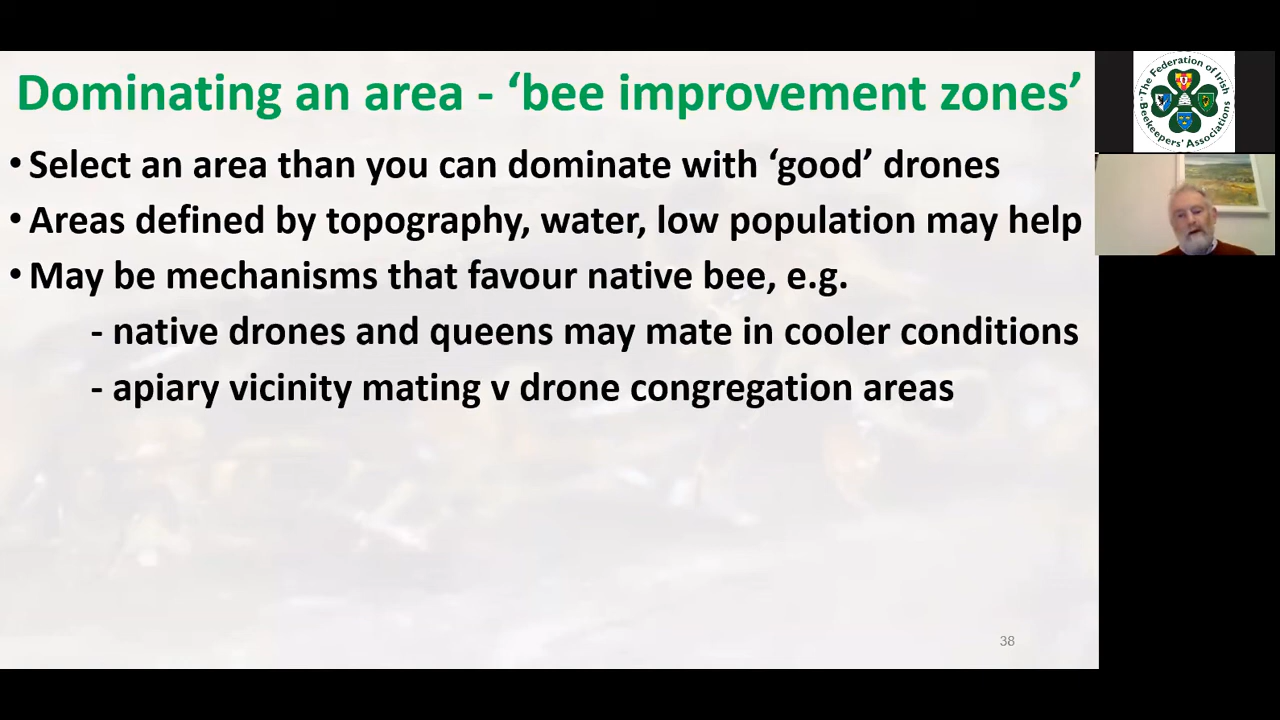 Dominating an area - ‘bee improvement zones’
• Select an area than you can dominate with ‘good’ drones
• Areas defined by topography, water, low population may help
• May be mechanisms that favour native bee, e.g.
- native drones and queens may mate in cooler conditions
- apiary vicinity mating v drone congregation areas
38
The Federation of Irish
Beekeepers' Associations